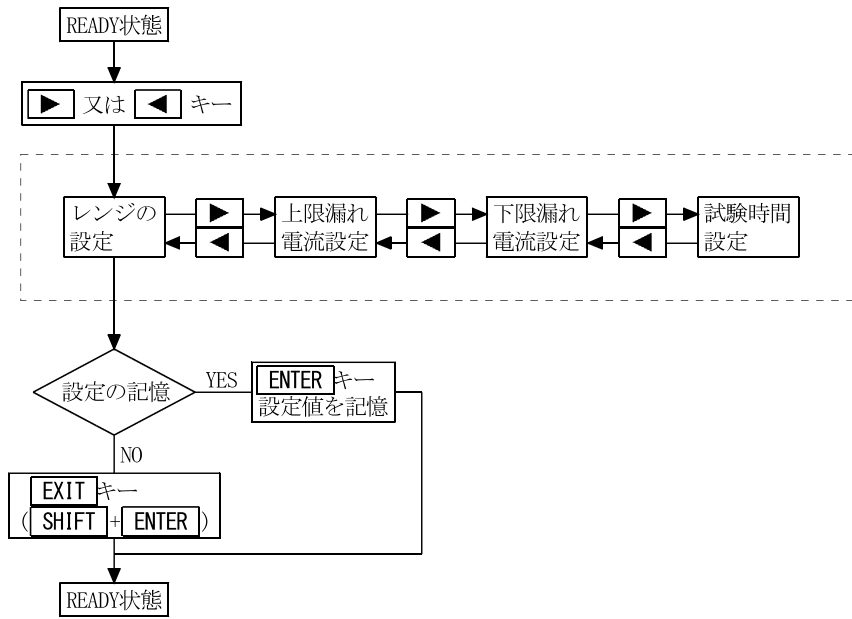 READY状態
▶ 又は ◀ キー
レンジの
設定
▶
◀
上限漏れ
電流設定
▶
◀
下限漏れ
電流設定
▶
◀
試験時間
設定
設定の記憶
YES
ENTER キー
設定値を記憶
NO
EXIT キー
(SHIFT+ENTER)
READY状態